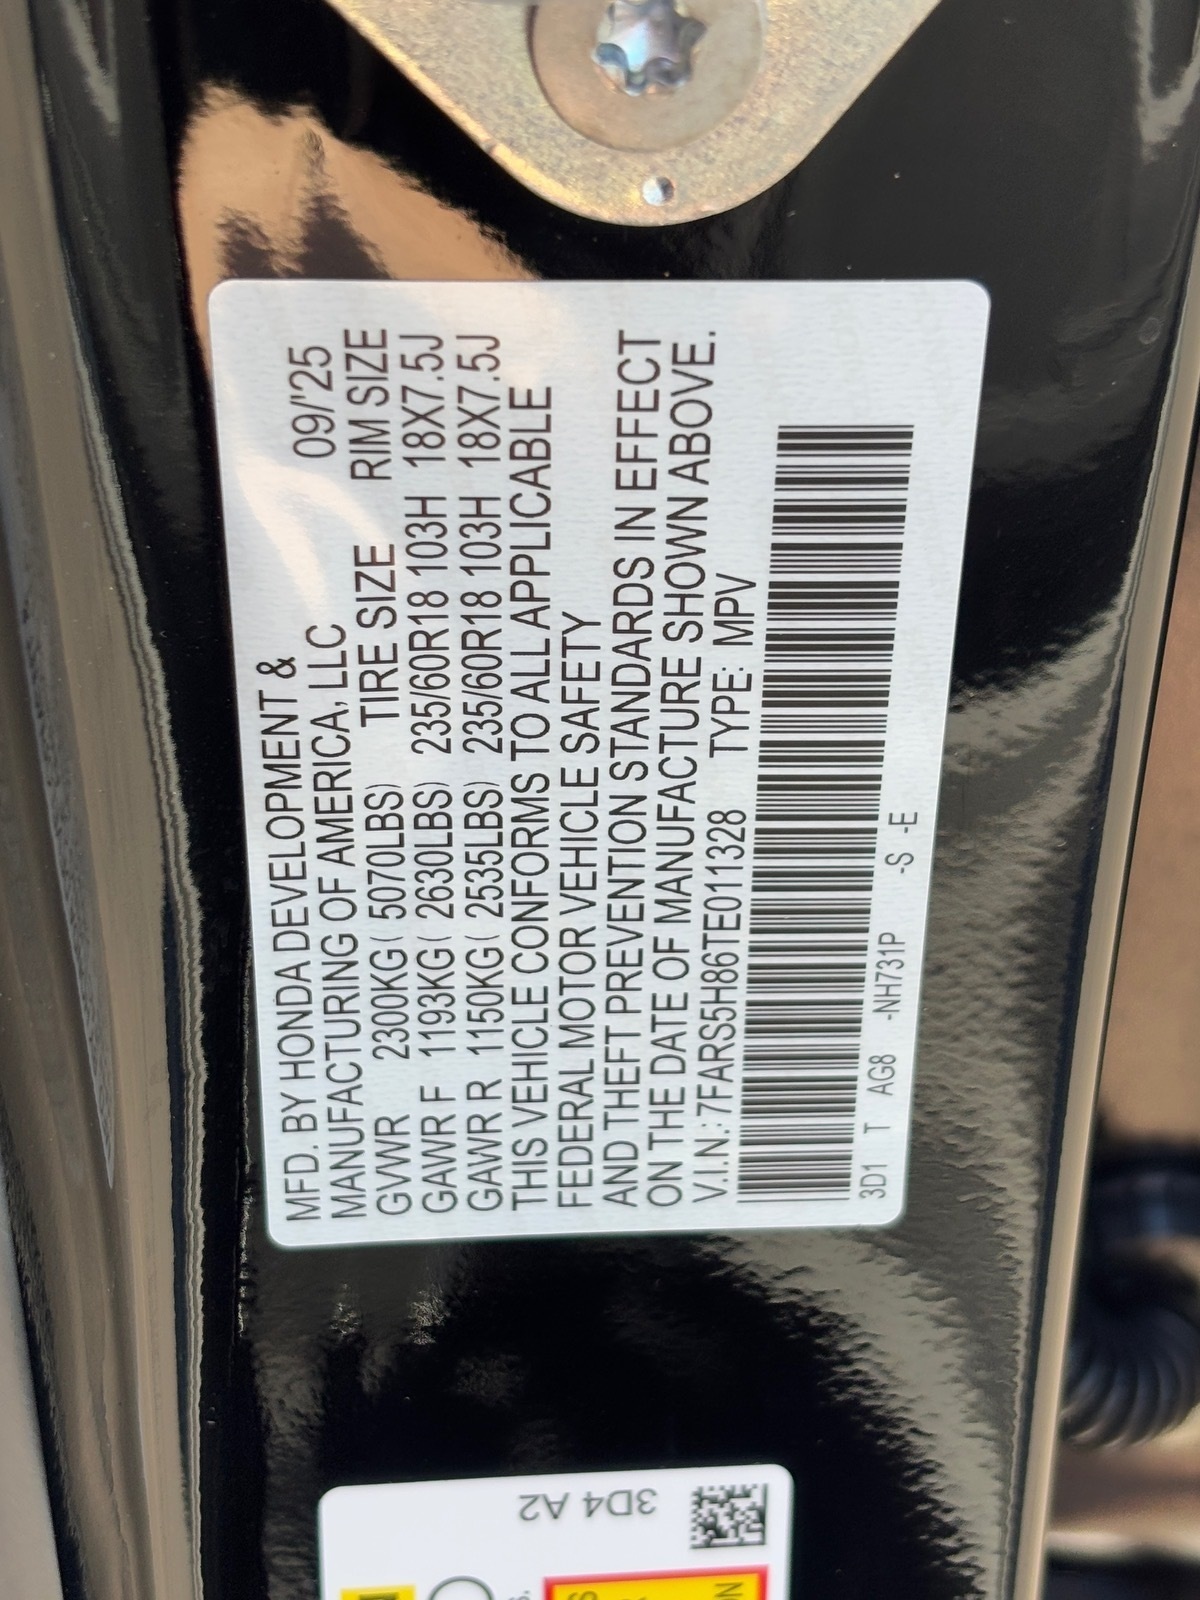 MFD. BY HONDA DEVELOPMENT &
MANUFACTURING OF AMERICA, LLC 09/'25
GVWR 2300KG( 5070LBS) TIRE SIZE RIM SIZE
GAWR F 1193KG( 2630LBS) 235/60R18 103H 18X7.5J
GAWR R 1150KG( 2535LBS) 235/60R18 103H 18X7.5J
THIS VEHICLE CONFORMS TO ALL APPLICABLE
FEDERAL MOTOR VEHICLE SAFETY
AND THEFT PREVENTION STANDARDS IN EFFECT
ON THE DATE OF MANUFACTURE SHOWN ABOVE.
V.I.N.:7FARS5H86TE011328 TYPE: MPV
3D1 T AG8 -NH731P -S -E
3D4 A2